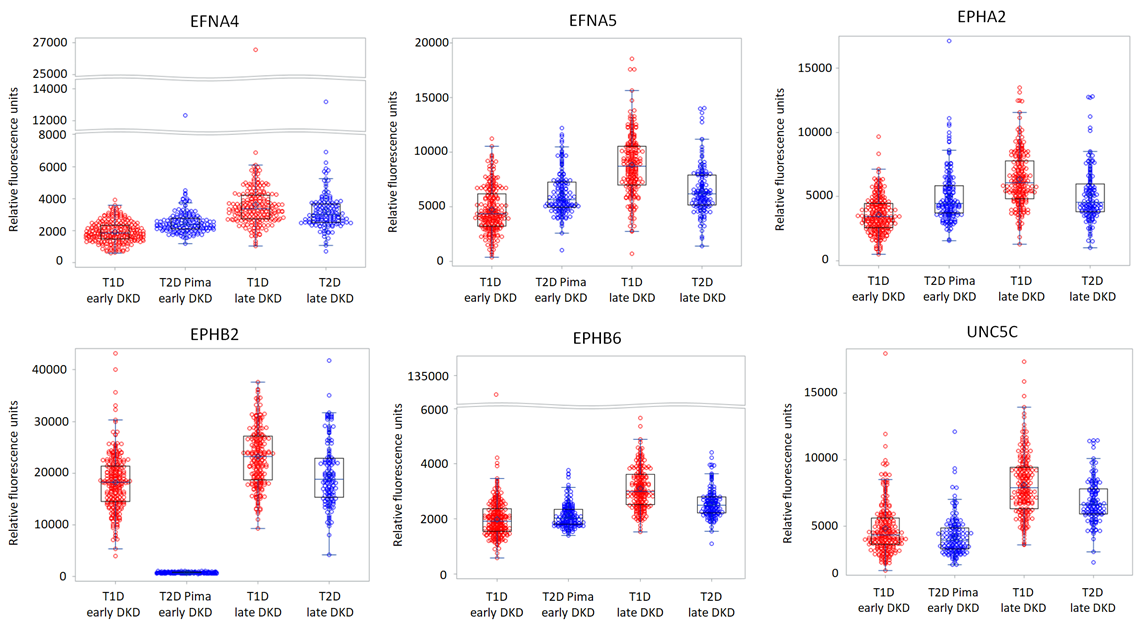 EFNA4
Relative fluorescence units
27000
25000
14000
12000
8000
6000
4000
2000
0
T1D
early DKD
T2D Pima
early DKD
T1D
late DKD
T2D
late DKD
EFNA5
Relative fluorescence units
20000
15000
10000
5000
0
T1D
early DKD
T2D Pima
early DKD
T1D
late DKD
T2D
late DKD
EPHA2
Relative fluorescence units
15000
10000
5000
0
T1D
early DKD
T2D Pima
early DKD
T1D
late DKD
T2D
late DKD
EPHB2
Relative fluorescence units
40000
30000
20000
10000
0
T1D
early DKD
T2D Pima
early DKD
T1D
late DKD
T2D
late DKD
EPHB6
Relative fluorescence units
135000
6000
4000
2000
0
T1D
early DKD
T2D Pima
early DKD
T1D
late DKD
T2D
late DKD
UNC5C
Relative fluorescence units
15000
10000
5000
0
T1D
early DKD
T2D Pima
early DKD
T1D
late DKD
T2D
late DKD